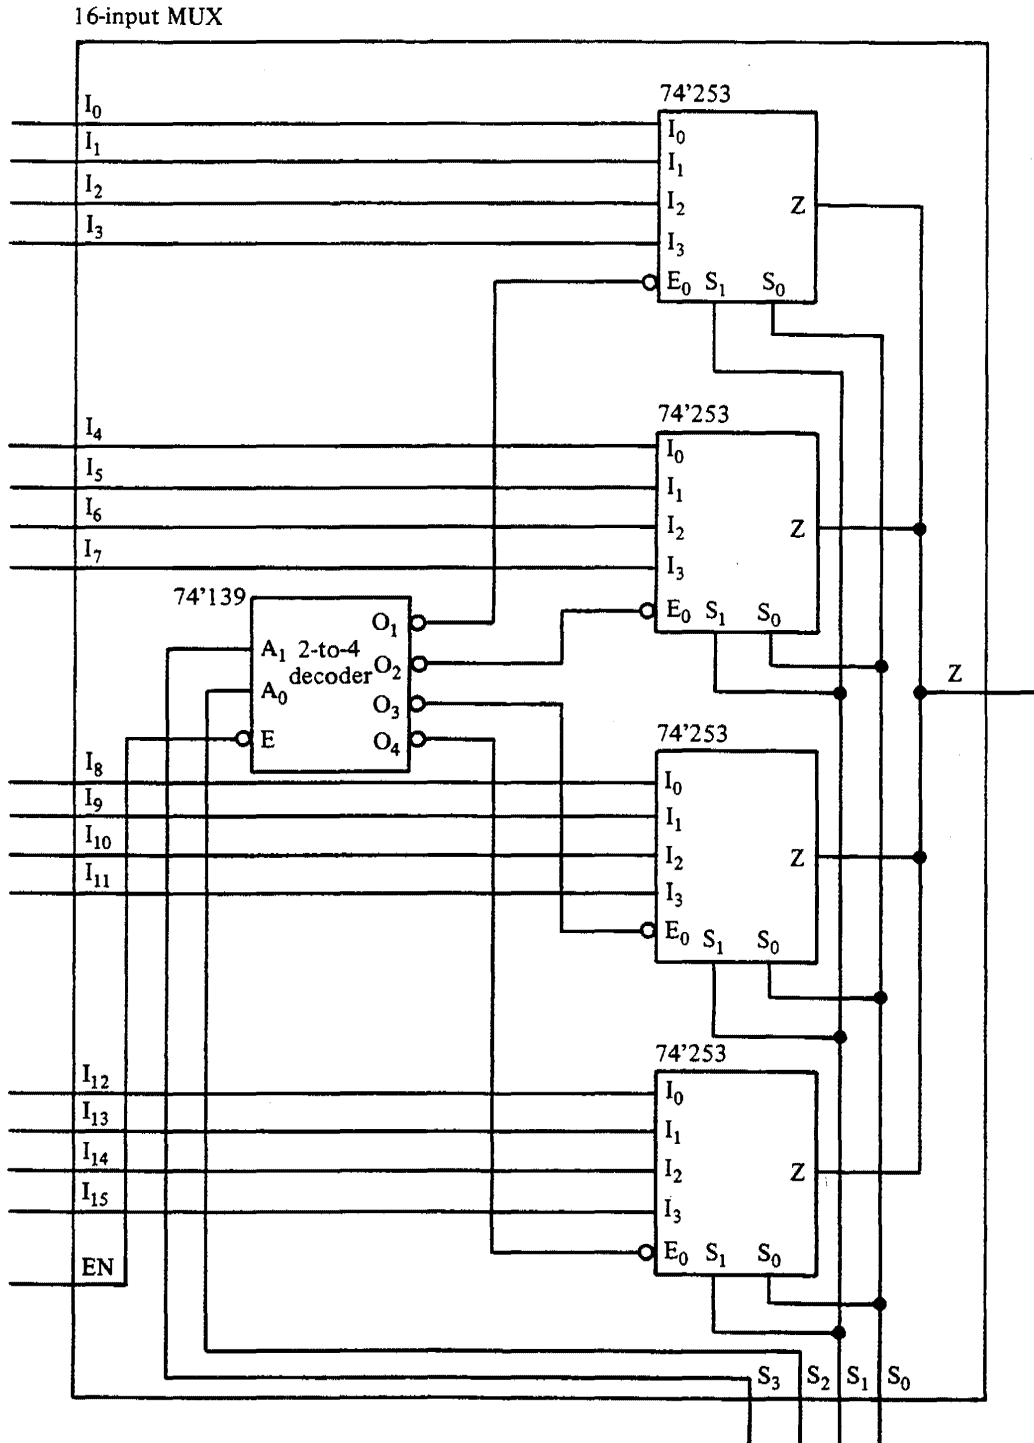 16-input MUX
74'253
I₀
I₁
I₂
I₃
I₀
I₁
I₂
I₃
Z
E₀ S₁ S₀
74'253
I₄
I₅
I₆
I₇
I₀
I₁
I₂
I₃
Z
E₀ S₁ S₀
74'139
A₁ 2-to-4 O₁
decoder O₂
A₀ O₃
E O₄
Z
74'253
I₈
I₉
I₁₀
I₁₁
I₀
I₁
I₂
I₃
Z
E₀ S₁ S₀
74'253
I₁₂
I₁₃
I₁₄
I₁₅
I₀
I₁
I₂
I₃
Z
E₀ S₁ S₀
EN
S₃ S₂ S₁ S₀